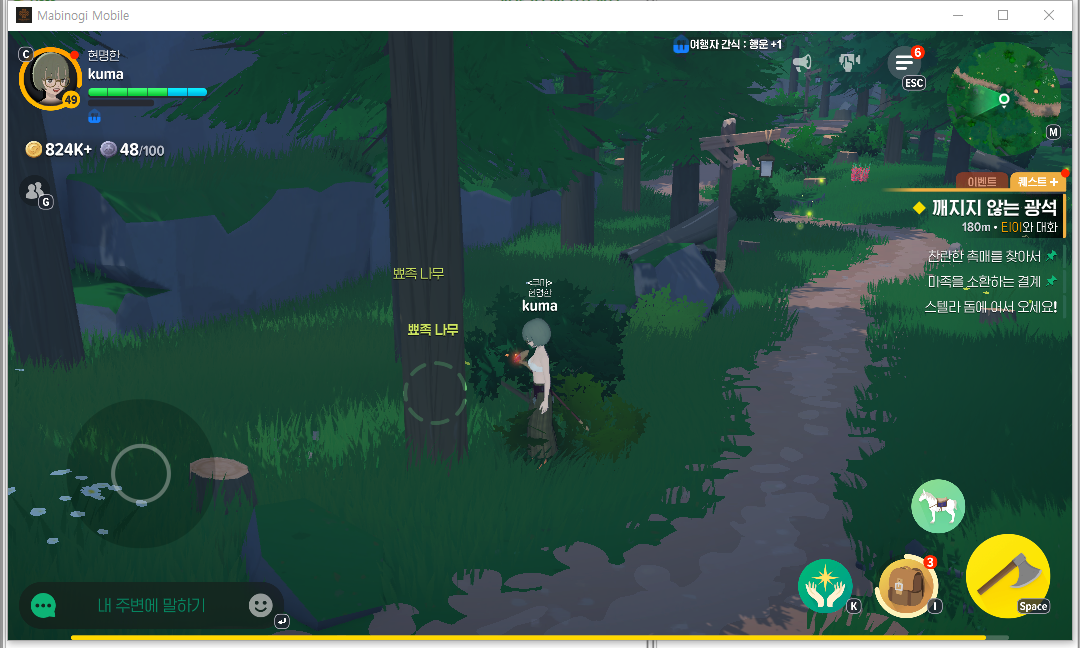 Mabinogi Mobile
C
현명한
kuma
49
824K+ 48/100
G
여행자 간식 : 행운 +1
6
ESC
M
이벤트
퀘스트 +
깨지지 않는 광석
180m • 티이와 대화
찬란한 촉매를 찾아서
마족을 소환하는 결계
스텔라 돔에 어서 오세요!
뾰족 나무
뾰족 나무
현명한
kuma
내 주변에 말하기
K
3
I
Space